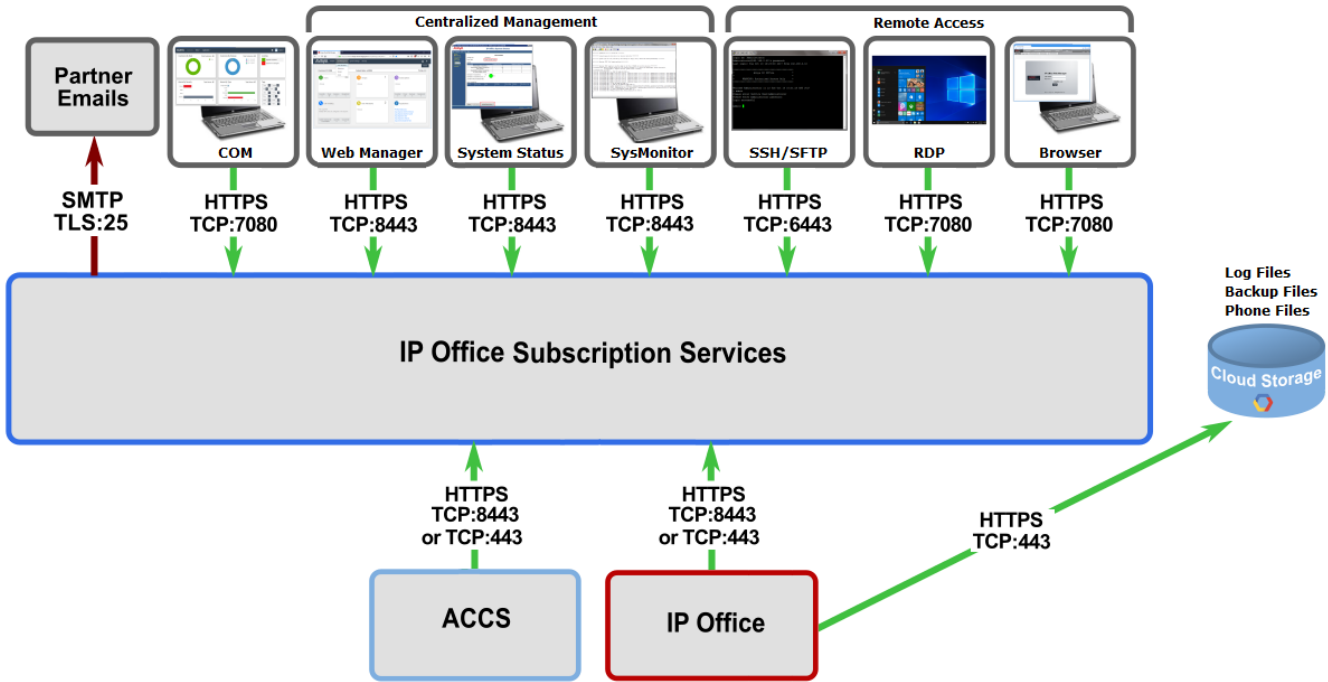 Centralized Management
Remote Access
Partner
Emails
COM
Web Manager
System Status
SysMonitor
SSH/SFTP
RDP
Browser
SMTP
TLS:25
HTTPS
TCP:7080
HTTPS
TCP:8443
HTTPS
TCP:8443
HTTPS
TCP:8443
HTTPS
TCP:6443
HTTPS
TCP:7080
HTTPS
TCP:7080
IP Office Subscription Services
Log Files
Backup Files
Phone Files
Cloud Storage
HTTPS
TCP:8443
or TCP:443
HTTPS
TCP:8443
or TCP:443
HTTPS
TCP:443
ACCS
IP Office